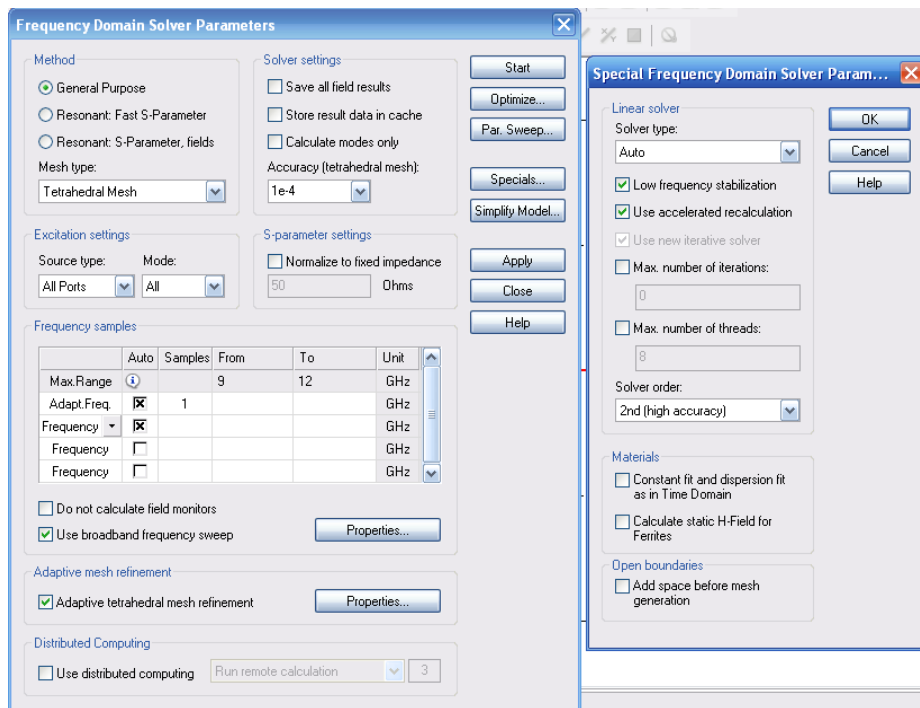 Frequency Domain Solver Parameters
Method
General Purpose
Resonant: Fast S-Parameter
Resonant: S-Parameter, fields
Mesh type:
Tetrahedral Mesh
Solver settings
Save all field results
Store result data in cache
Calculate modes only
Accuracy (tetrahedral mesh):
1e-4
Start
Optimize...
Par. Sweep...
Specials...
Simplify Model...
Apply
Close
Help
Excitation settings
Source type: Mode:
All Ports All
S-parameter settings
Normalize to fixed impedance
50 Ohms
Frequency samples
Auto Samples From To Unit
Max.Range 9 12 GHz
Adapt.Freq. 1 GHz
Frequency GHz
Frequency GHz
Frequency GHz
Do not calculate field monitors
Use broadband frequency sweep
Properties...
Adaptive mesh refinement
Adaptive tetrahedral mesh refinement
Properties...
Distributed Computing
Use distributed computing
Run remote calculation 3
Special Frequency Domain Solver Param...
Linear solver
Solver type:
Auto
Low frequency stabilization
Use accelerated recalculation
Use new iterative solver
Max. number of iterations:
0
Max. number of threads:
8
Solver order:
2nd (high accuracy)
OK
Cancel
Help
Materials
Constant fit and dispersion fit
as in Time Domain
Calculate static H-Field for
Ferrites
Open boundaries
Add space before mesh
generation